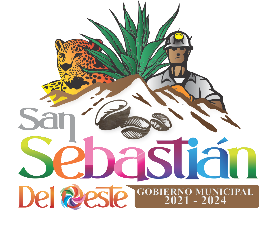 San
Sebastián
Del Oeste
GOBIERNO MUNICIPAL
2021 - 2024